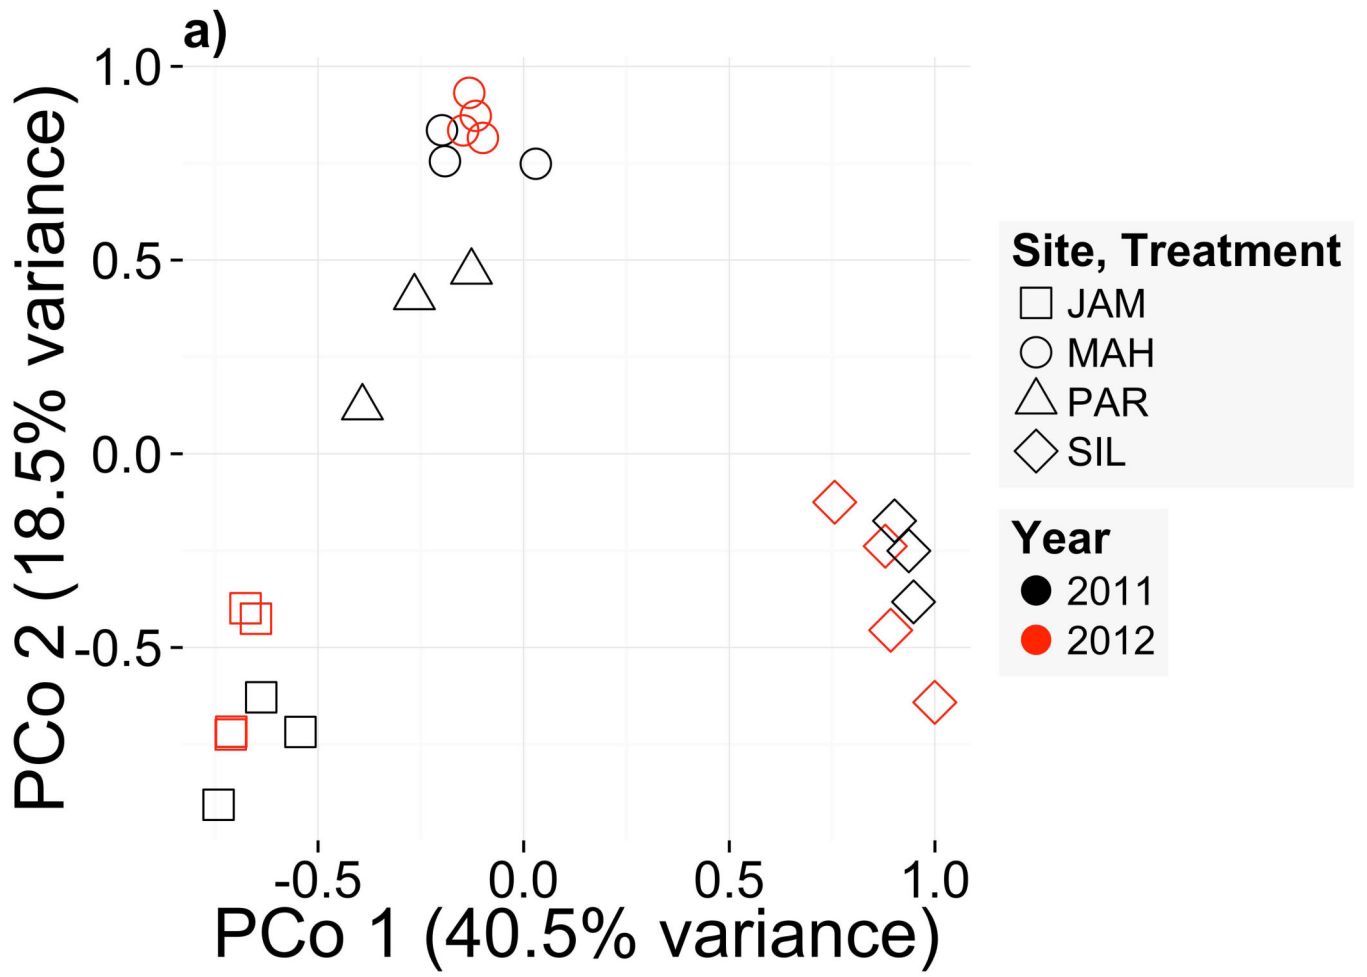 a)
PCo 2 (18.5% variance)
1.0
0.5
0.0
-0.5
-0.5 0.0 0.5 1.0
PCo 1 (40.5% variance)
Site, Treatment
JAM
MAH
PAR
SIL
Year
2011
2012